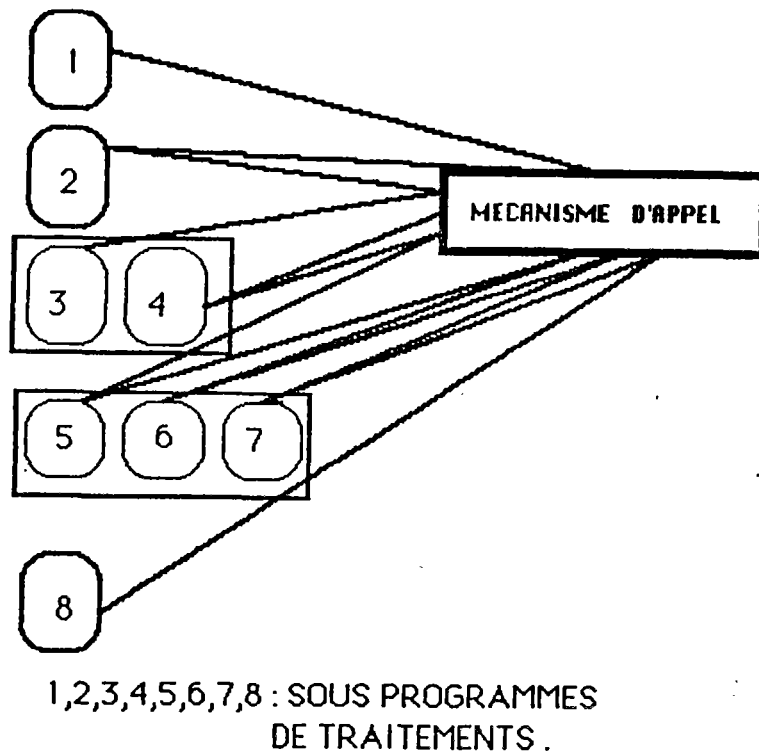 1
2
MECANISME D'APPEL
3 4
5 6 7
8
1,2,3,4,5,6,7,8 : SOUS PROGRAMMES
DE TRAITEMENTS .